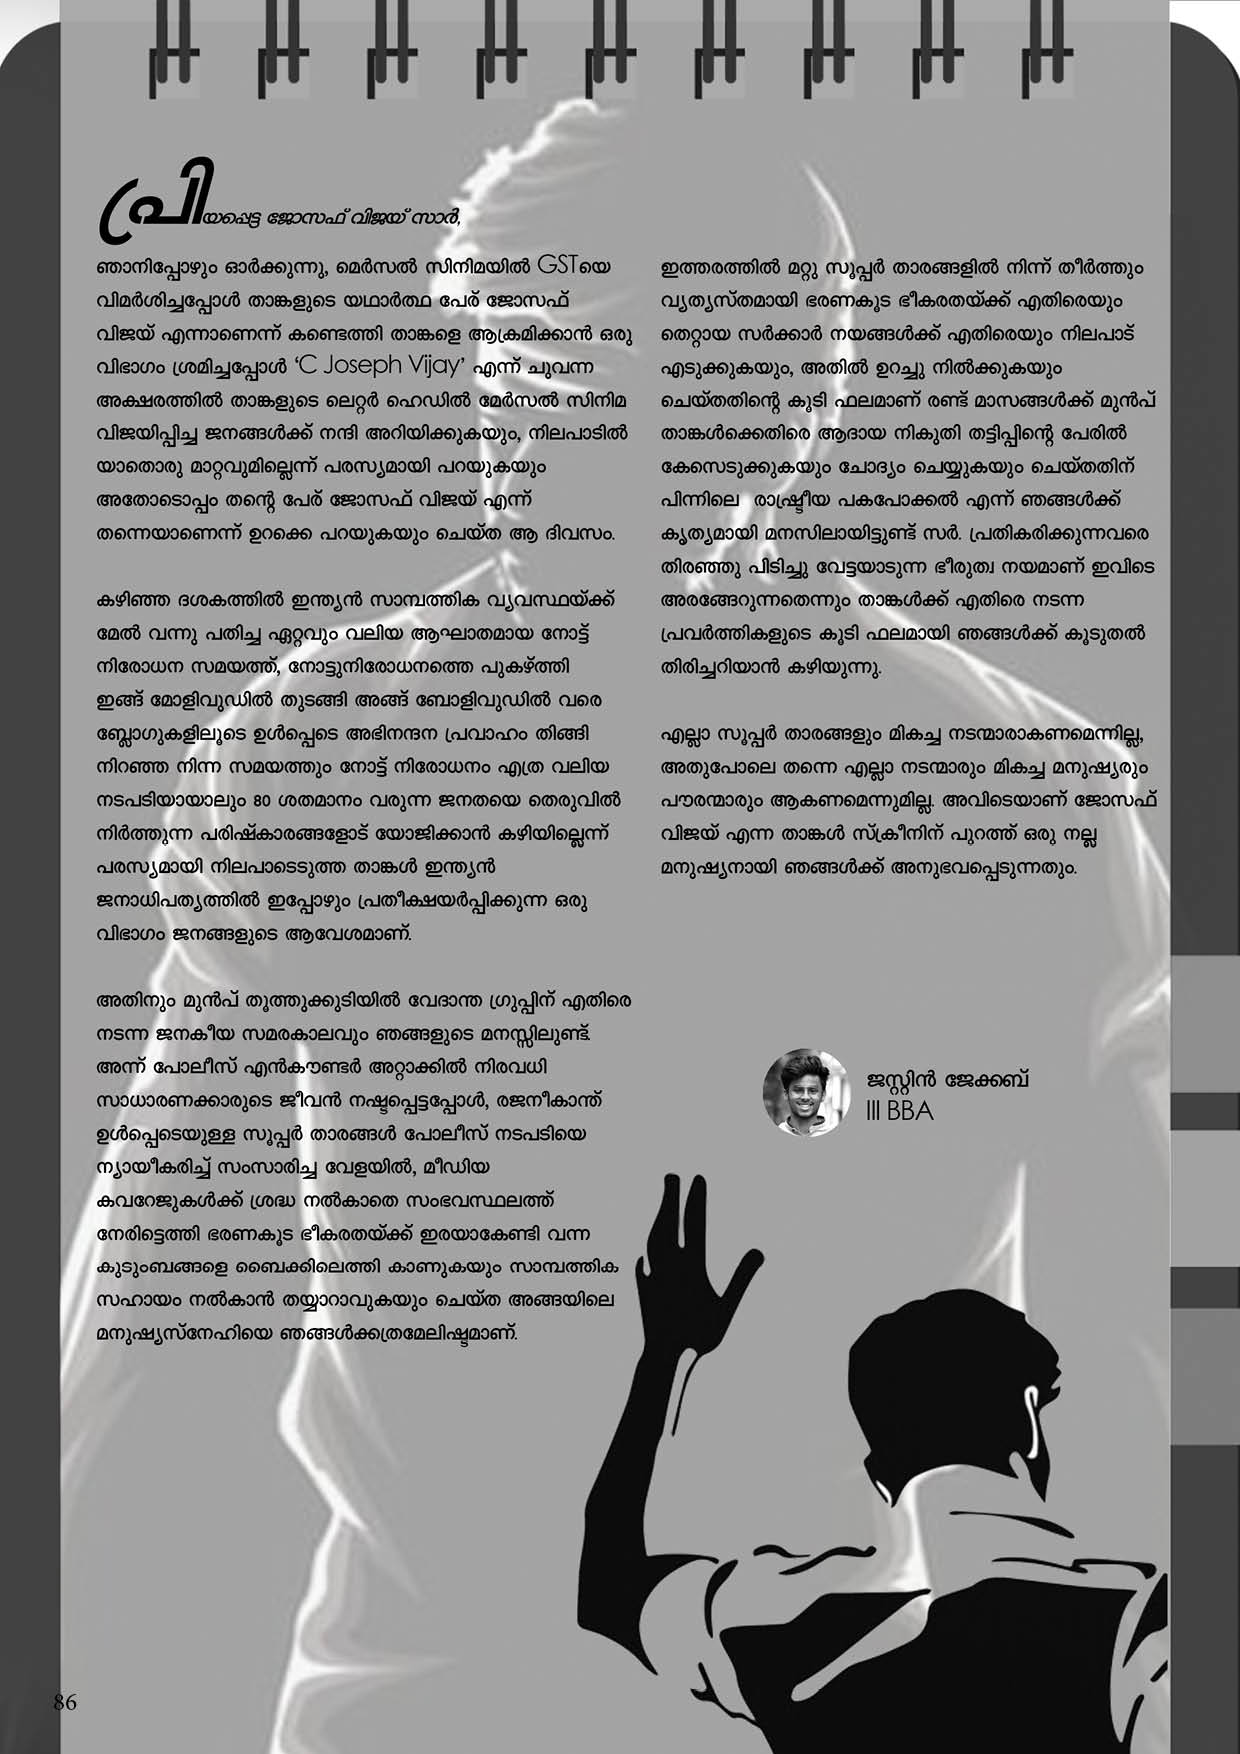 പ്രിയപ്പെട്ട ജോസഫ് വിജയ് സാർ,
ഞാനിപ്പോഴും ഓർക്കുന്നു, മെർസൽ സിനിമയിൽ GSTയെ
വിമർശിച്ചപ്പോൾ താങ്കളുടെ യഥാർത്ഥ പേര് ജോസഫ്
വിജയ് എന്നാണെന്ന് കണ്ടെത്തി താങ്കളെ ആക്രമിക്കാൻ ഒരു
വിഭാഗം ശ്രമിച്ചപ്പോൾ ‘C Joseph Vijay’ എന്ന് ചുവന്ന
അക്ഷരത്തിൽ താങ്കളുടെ ലെറ്റർ ഹെഡിൽ മേർസൽ സിനിമ
വിജയിപ്പിച്ച ജനങ്ങൾക്ക് നന്ദി അറിയിക്കുകയും, നിലപാടിൽ
യാതൊരു മാറ്റവുമില്ലെന്ന് പരസ്യമായി പറയുകയും
അതോടൊപ്പം തന്റെ പേര് ജോസഫ് വിജയ് എന്ന്
തന്നെയാണെന്ന് ഉറക്കെ പറയുകയും ചെയ്ത ആ ദിവസം.
കഴിഞ്ഞ ദശകത്തിൽ ഇന്ത്യൻ സാമ്പത്തിക വ്യവസ്ഥയ്ക്ക്
മേൽ വന്നു പതിച്ച ഏറ്റവും വലിയ ആഘാതമായ നോട്ട്
നിരോധന സമയത്ത്, നോട്ടുനിരോധനത്തെ പുകഴ്ത്തി
ഇങ്ങ് മോളിവുഡിൽ തുടങ്ങി അങ്ങ് ബോളിവുഡിൽ വരെ
ബ്ലോഗുകളിലൂടെ ഉൾപ്പെടെ അഭിനന്ദന പ്രവാഹം തിങ്ങി
നിറഞ്ഞ നിന്ന സമയത്തും നോട്ട് നിരോധനം എത്ര വലിയ
നടപടിയായാലും 80 ശതമാനം വരുന്ന ജനതയെ തെരുവിൽ
നിർത്തുന്ന പരിഷ്കാരങ്ങളോട് യോജിക്കാൻ കഴിയില്ലെന്ന്
പരസ്യമായി നിലപാടെടുത്ത താങ്കൾ ഇന്ത്യൻ
ജനാധിപത്യത്തിൽ ഇപ്പോഴും പ്രതീക്ഷയർപ്പിക്കുന്ന ഒരു
വിഭാഗം ജനങ്ങളുടെ ആവേശമാണ്.
അതിനും മുൻപ് തൂത്തുക്കുടിയിൽ വേദാന്ത ഗ്രുപ്പിന് എതിരെ
നടന്ന ജനകീയ സമരകാലവും ഞങ്ങളുടെ മനസ്സിലുണ്ട്.
അന്ന് പോലീസ് എൻകൗണ്ടർ അറ്റാക്കിൽ നിരവധി
സാധാരണക്കാരുടെ ജീവൻ നഷ്ടപ്പെട്ടപ്പോൾ, രജനീകാന്ത്
ഉൾപ്പെടെയുള്ള സൂപ്പർ താരങ്ങൾ പോലീസ് നടപടിയെ
ന്യായീകരിച്ച് സംസാരിച്ച വേളയിൽ, മീഡിയ
കവറേജുകൾക്ക് ശ്രദ്ധ നൽകാതെ സംഭവസ്ഥലത്ത്
നേരിട്ടെത്തി ഭരണകൂട ഭീകരതയ്ക്ക് ഇരയാകേണ്ടി വന്ന
കുടുംബങ്ങളെ ബൈക്കിലെത്തി കാണുകയും സാമ്പത്തിക
സഹായം നൽകാൻ തയ്യാറാവുകയും ചെയ്ത അങ്ങയിലെ
മനുഷ്യസ്നേഹിയെ ഞങ്ങൾക്കത്രമേലിഷ്ടമാണ്.
ഇത്തരത്തിൽ മറ്റു സൂപ്പർ താരങ്ങളിൽ നിന്ന് തീർത്തും
വ്യത്യസ്തമായി ഭരണകൂട ഭീകരതയ്ക്ക് എതിരെയും
തെറ്റായ സർക്കാർ നയങ്ങൾക്ക് എതിരെയും നിലപാട്
എടുക്കുകയും, അതിൽ ഉറച്ചു നിൽക്കുകയും
ചെയ്തതിന്റെ കൂടി ഫലമാണ് രണ്ട് മാസങ്ങൾക്ക് മുൻപ്
താങ്കൾക്കെതിരെ ആദായ നികുതി തട്ടിപ്പിന്റെ പേരിൽ
കേസെടുക്കുകയും ചോദ്യം ചെയ്യുകയും ചെയ്തതിന്
പിന്നിലെ രാഷ്ട്രീയ പകപോക്കൽ എന്ന് ഞങ്ങൾക്ക്
കൃത്യമായി മനസിലായിട്ടുണ്ട് സർ. പ്രതികരിക്കുന്നവരെ
തിരഞ്ഞു പിടിച്ചു വേട്ടയാടുന്ന ഭീരുത്വ നയമാണ് ഇവിടെ
അരങ്ങേറുന്നതെന്നും താങ്കൾക്ക് എതിരെ നടന്ന
പ്രവർത്തികളുടെ കൂടി ഫലമായി ഞങ്ങൾക്ക് കൂടുതൽ
തിരിച്ചറിയാൻ കഴിയുന്നു.
എല്ലാ സൂപ്പർ താരങ്ങളും മികച്ച നടന്മാരാകണമെന്നില്ല,
അതുപോലെ തന്നെ എല്ലാ നടന്മാരും മികച്ച മനുഷ്യരും
പൗരന്മാരും ആകണമെന്നുമില്ല. അവിടെയാണ് ജോസഫ്
വിജയ് എന്ന താങ്കൾ സ്ക്രീനിന് പുറത്ത് ഒരു നല്ല
മനുഷ്യനായി ഞങ്ങൾക്ക് അനുഭവപ്പെടുന്നതും.
ജസ്റ്റിൻ ജേക്കബ്
III BBA
86